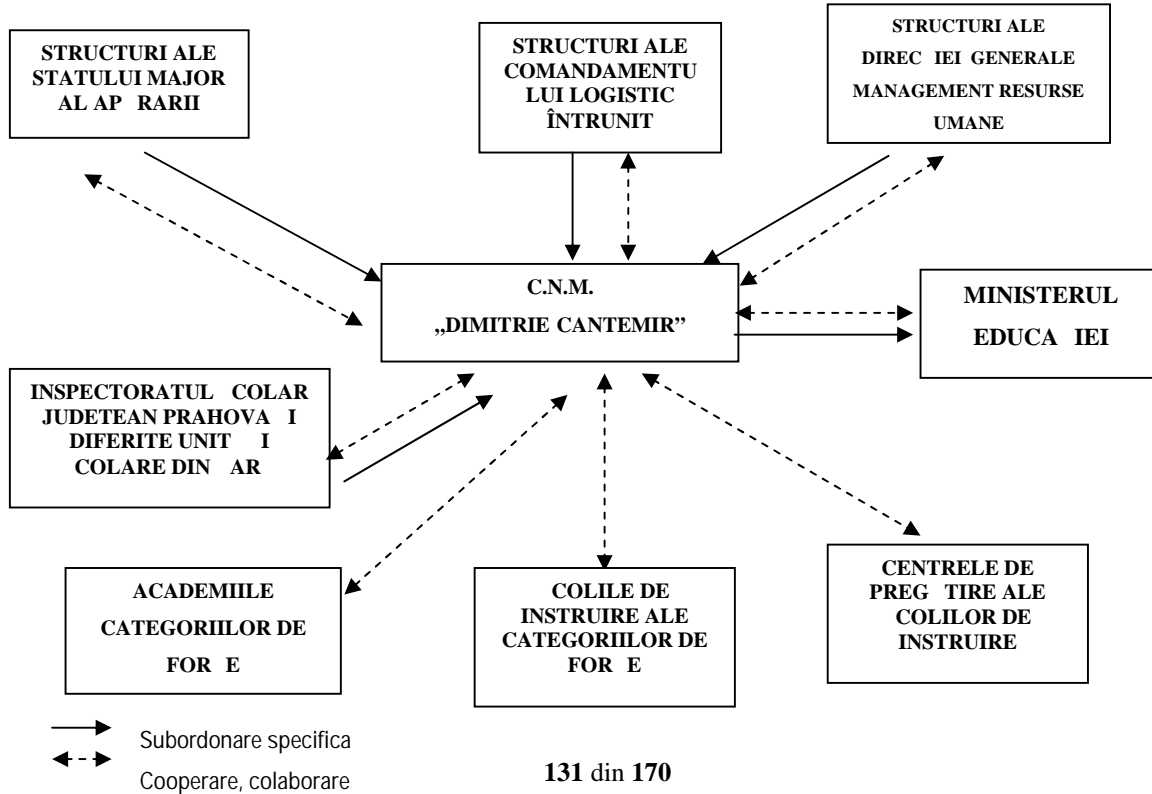 STRUCTURI ALE
STATULUI MAJOR
AL AP RARII
STRUCTURI ALE
COMANDAMENTU
LUI LOGISTIC
ÎNTRUNIT
STRUCTURI ALE
DIREC IEI GENERALE
MANAGEMENT RESURSE
UMANE
C.N.M.
„DIMITRIE CANTEMIR”
MINISTERUL
EDUCA IEI
INSPECTORATUL COLAR
JUDETEAN PRAHOVA I
DIFERITE UNIT I
COLARE DIN AR
ACADEMIILE
CATEGORIILOR DE
FOR E
COLILE DE
INSTRUIRE ALE
CATEGORIILOR DE
FOR E
CENTRELE DE
PREG TIRE ALE
COLILOR DE
INSTRUIRE
Subordonare specifica
Cooperare, colaborare
131 din 170